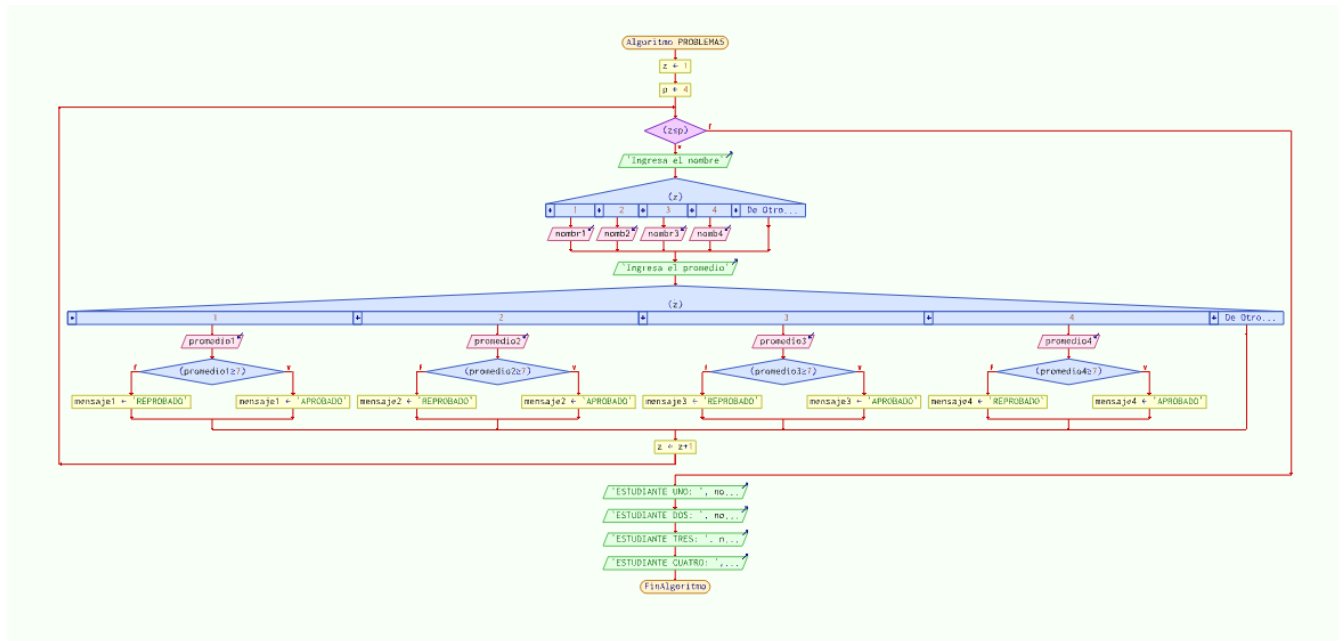 Algoritmo PROBLEMAS
z ← 1
p ← 4
(z≤p)
F
V
'Ingresa el nombre'
(z)
1 2 3 4 De Otro...
nombr1 nomb2 nombr3 nomb4
'Ingresa el promedio'
(z)
1 2 3 4 De Otro...
promedio1 promedio2 promedio3 promedio4
F (promedio1≥7) V F (promedio2≥7) V F (promedio3≥7) V F (promedio4≥7) V
mensaje1 ← 'REPROBADO' mensaje1 ← 'APROBADO' mensaje2 ← 'REPROBADO' mensaje2 ← 'APROBADO' mensaje3 ← 'REPROBADO' mensaje3 ← 'APROBADO' mensaje4 ← 'REPROBADO' mensaje4 ← 'APROBADO'
z ← z+1
'ESTUDIANTE UNO: ', no...
'ESTUDIANTE DOS: ', no...
'ESTUDIANTE TRES: ', n...
'ESTUDIANTE CUATRO: ',...
FinAlgoritmo